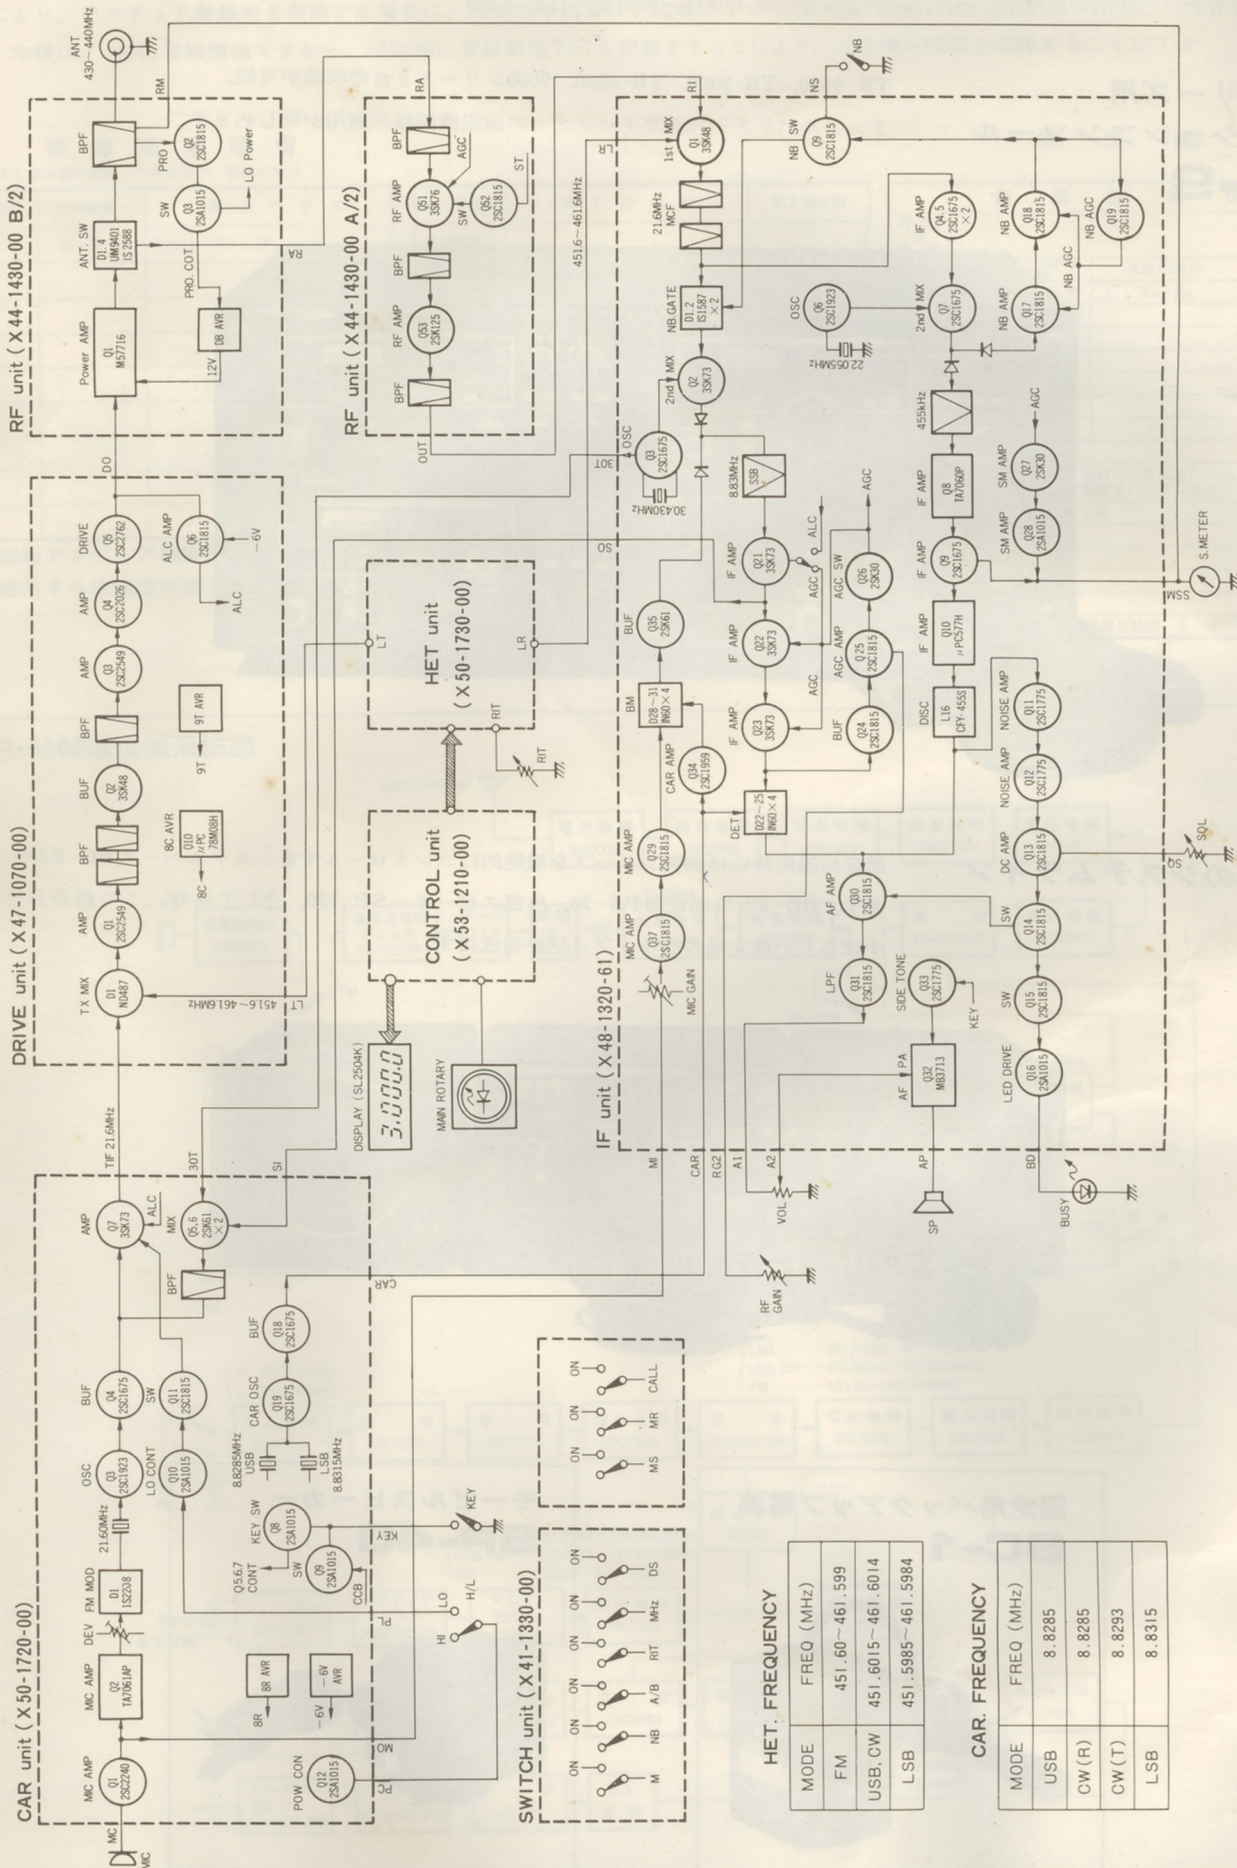 CAR unit (X50-1720-00)
MIC
MC
MIC AMP
Q1
2SC2240
MIC AMP
Q2
TA7061AP
DEV
FM MOD
D1
1S2208
21.60MHz
OSC
Q3
2SC1923
BUF
Q4
2SC1675
AMP
Q7
3SK73
ALC
TIF 21.6MHz
LO CONT
Q10
2SA1015
SW
Q11
2SC1815
MIX
Q5,6
2SK61
×2
30T
SI
BPF
BUF
Q18
2SC1675
CAR OSC
Q19
2SC1675
8.8285MHz
USB
LSB
8.8315MHz
CAR
KEY SW
Q8
2SA1015
Q5.6.7
CONT
SW
Q9
2SA1015
CCB
KEY
KEY
PL
8R AVR
8R
-6V
AVR
-6V
MO
POW CON
Q12
2SA1015
PC
HI
LO
H/L
DRIVE unit (X47-1070-00)
TX MIX
D1
ND487
AMP
Q1
2SC2549
BPF
BUF
Q2
3SK48
BPF
AMP
Q3
2SC2549
AMP
Q4
2SC2026
DRIVE
Q5
2SC2762
DO
ALC AMP
Q6
2SC1815
-6V
ALC
8C AVR
Q10
μPC
78M08H
8C
9T AVR
9T
LT 451.6~461.6MHz
RF unit (X44-1430-00 B/2)
Power AMP
Q1
M57716
ANT. SW
D1.4
UM9401
IS2588
BPF
ANT
430~440MHz
RM
PRO
Q2
2SC1815
SW
Q3
2SA1015
LO Power
PRO. COT
DB AVR
12V
RA
RF unit (X44-1430-00 A/2)
RA
BPF
RF AMP
Q51
3SK76
AGC
SW
Q52
2SC1815
ST
BPF
RF AMP
Q53
2SK125
BPF
OUT
HET unit
(X50-1730-00)
LT
LR
RIT
RIT
CONTROL unit
(X53-1210-00)
DISPLAY (SL2504K)
3.000.0
MAIN ROTARY
IF unit (X48-1320-61)
RI
LR
451.6~461.6MHz
1st MIX
Q1
3SK48
21.6MHz
MCF
NB.GATE
D1.2
IS1587
×2
2nd MIX
Q2
3SK73
OSC
Q3
2SC1675
30T
30.430MHz
SO
8.83MHz
SSB
IF AMP
Q21
3SK73
ALC
AGC
IF AMP
Q22
3SK73
IF AMP
Q23
3SK73
AGC
AGC SW
Q26
2SK30
AGC
AGC AMP
Q25
2SC1815
BUF
Q24
2SC1815
DET
D22~25
IN60×4
BUF
Q35
2SK61
BM
D28~31
IN60×4
CAR AMP
Q34
2SC1959
MIC AMP
Q29
2SC1815
MIC AMP
Q37
2SC1815
MIC GAIN
AF AMP
Q30
2SC1815
LPF
Q31
2SC1815
SIDE TONE
Q33
2SC1775
KEY
AF PA
Q32
MB3713
NB
NS
NB SW
Q9
2SC1815
IF AMP
Q4.5
2SC1675
×2
2nd MIX
Q7
2SC1675
OSC
Q6
2SC1923
22.055MHz
NB AMP
Q17
2SC1815
NB AMP
Q18
2SC1815
NB AGC
Q19
2SC1815
NB AGC
455kHz
IF AMP
Q8
TA7060P
IF AMP
Q9
2SC1675
IF AMP
Q10
μPC577H
DISC
L16
CFY-455S
SM AMP
Q27
2SK30
AGC
SM AMP
Q28
2SA1015
SSM
S.METER
NOISE AMP
Q11
2SC1775
NOISE AMP
Q12
2SC1775
DC AMP
Q13
2SC1815
SQ
SQL
SW
Q14
2SC1815
SW
Q15
2SC1815
LED DRIVE
Q16
2SA1015
MI
CAR
RG2
A1
A2
AP
BD
VOL
SP
BUSY
RF
GAIN
ON ON ON
MS MR CALL
SWITCH unit (X41-1330-00)
ON ON ON ON ON ON
M NB A/B RIT MHz DS
HET. FREQUENCY
MODE FREQ (MHz)
FM 451.60~461.599
USB, CW 451.6015~461.6014
LSB 451.5985~461.5984
CAR. FREQUENCY
MODE FREQ (MHz)
USB 8.8285
CW (R) 8.8285
CW (T) 8.8293
LSB 8.8315